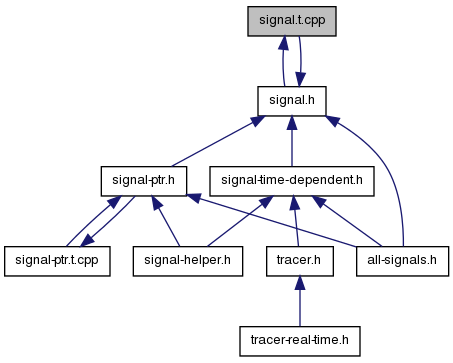 signal.t.cpp
signal.h
signal-ptr.h
signal-time-dependent.h
signal-ptr.t.cpp
signal-helper.h
tracer.h
all-signals.h
tracer-real-time.h